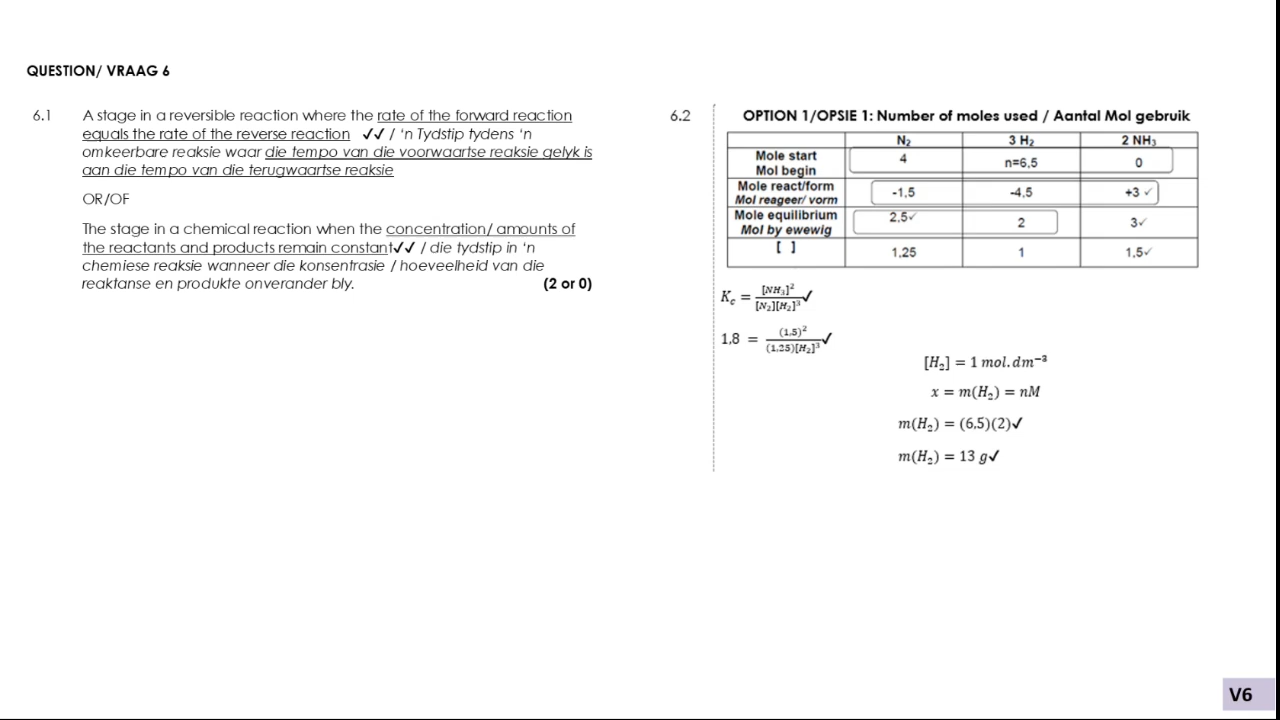 QUESTION/ VRAAG 6
6.1 A stage in a reversible reaction where the rate of the forward reaction
equals the rate of the reverse reaction ✓✓ / 'n Tydstip tydens 'n
omkeerbare reaksie waar die tempo van die voorwaartse reaksie gelyk is
aan die tempo van die terugwaartse reaksie
OR/OF
The stage in a chemical reaction when the concentration/ amounts of
the reactants and products remain constant✓✓ / die tydstip in 'n
chemiese reaksie wanneer die konsentrasie / hoeveelheid van die
reaktanse en produkte onverander bly. (2 or 0)
6.2 OPTION 1/OPSIE 1: Number of moles used / Aantal Mol gebruik
N₂ 3 H₂ 2 NH₃
Mole start
Mol begin 4 n=6,5 0
Mole react/form
Mol reageer/ vorm -1,5 -4,5 +3 ✓
Mole equilibrium
Mol by ewewig 2,5✓ 2 3✓
[ ] 1,25 1 1,5✓
K_c = [NH₃]²/[N₂][H₂]³ ✓
1,8 = (1,5)²/(1,25)[H₂]³ ✓
[H₂] = 1 mol.dm⁻³
x = m(H₂) = nM
m(H₂) = (6.5)(2)✓
m(H₂) = 13 g✓
V6